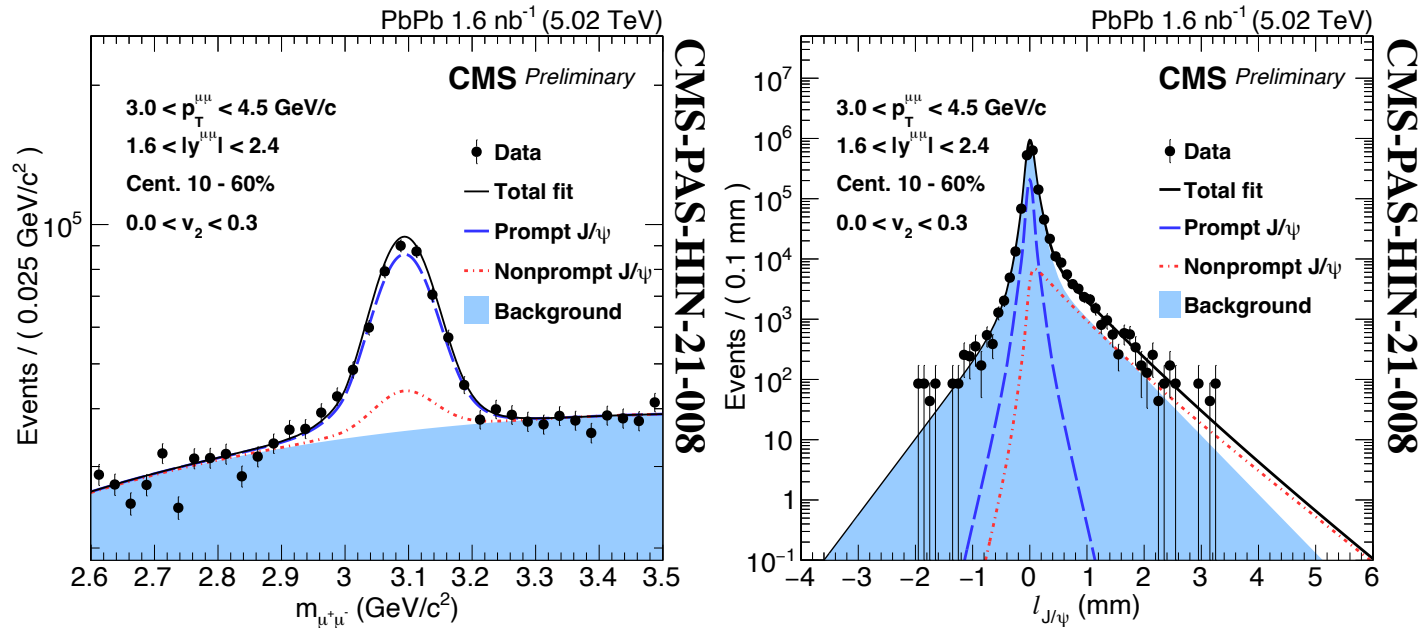 PbPb 1.6 nb⁻¹ (5.02 TeV)
CMS Preliminary
3.0 < p_T^μμ < 4.5 GeV/c
1.6 < |y^μμ| < 2.4
Cent. 10 - 60%
0.0 < v₂ < 0.3
Data
Total fit
Prompt J/ψ
Nonprompt J/ψ
Background
Events / ( 0.025 GeV/c² )
10⁵
2.6 2.7 2.8 2.9 3 3.1 3.2 3.3 3.4 3.5
m_μ⁺μ⁻ (GeV/c²)
CMS-PAS-HIN-21-008
PbPb 1.6 nb⁻¹ (5.02 TeV)
CMS Preliminary
3.0 < p_T^μμ < 4.5 GeV/c
1.6 < |y^μμ| < 2.4
Cent. 10 - 60%
0.0 < v₂ < 0.3
Data
Total fit
Prompt J/ψ
Nonprompt J/ψ
Background
Events / ( 0.1 mm )
10⁷
10⁶
10⁵
10⁴
10³
10²
10
1
10⁻¹
−4 −3 −2 −1 0 1 2 3 4 5 6
l_J/ψ (mm)
CMS-PAS-HIN-21-008